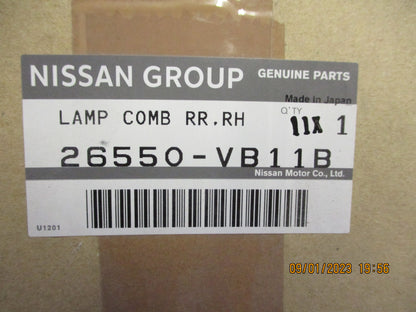 NISSAN GROUP GENUINE PARTS
Made in Japan
LAMP COMB RR.RH Q'TY 11X 1
26550-VB11B
Nissan Motor Co., Ltd.
U1201
09/01/2023 19:56